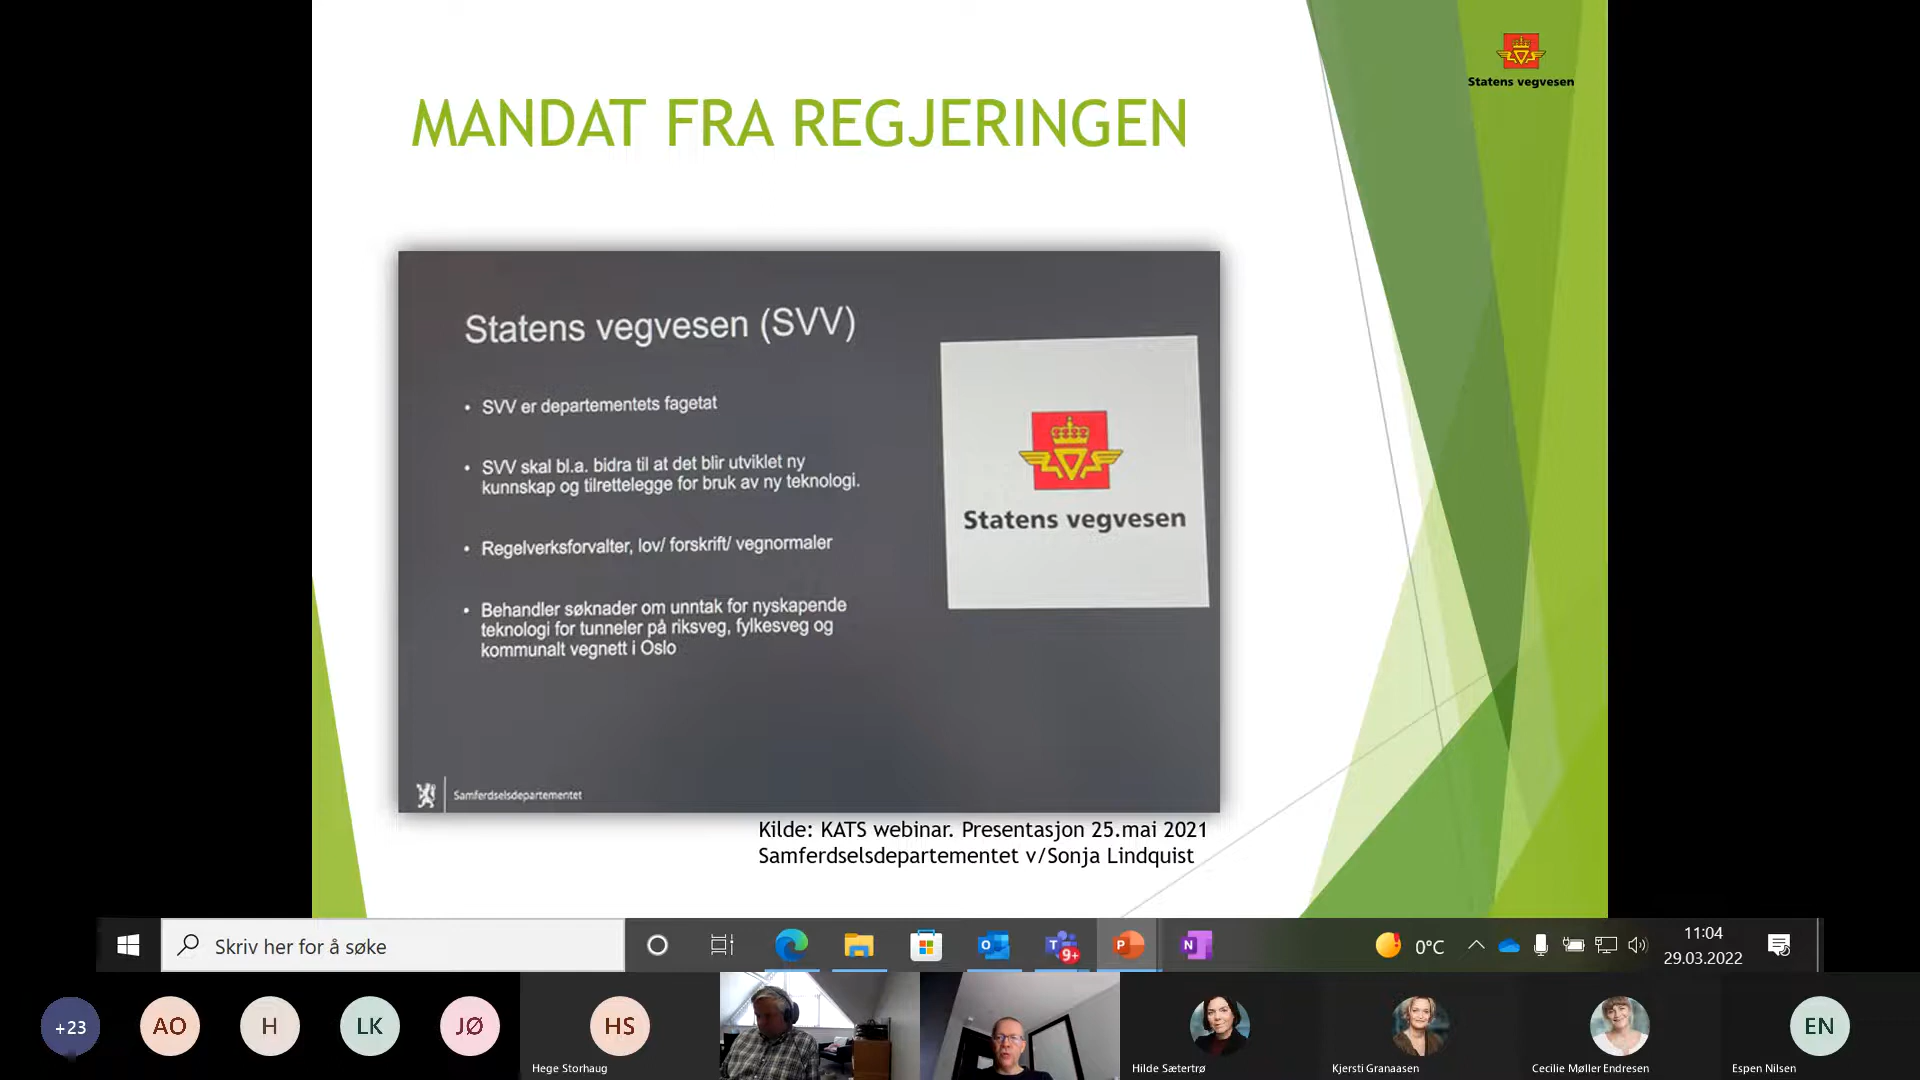 Statens vegvesen
MANDAT FRA REGJERINGEN
Statens vegvesen (SVV)
• SVV er departementets fagetat
• SVV skal bl.a. bidra til at det blir utviklet ny
kunnskap og tilrettelegge for bruk av ny teknologi.
• Regelverksforvalter, lov/ forskrift/ vegnormaler
• Behandler søknader om unntak for nyskapende
teknologi for tunneler på riksveg, fylkesveg og
kommunalt vegnett i Oslo
Statens vegvesen
Samferdselsdepartementet
Kilde: KATS webinar. Presentasjon 25.mai 2021
Samferdselsdepartementet v/Sonja Lindquist
Skriv her for å søke
O
T
9+
P
N
0°C
11:04
29.03.2022
+23
AO
H
LK
JØ
HS
EN
Hege Storhaug
Hilde Sætertrø
Kjersti Granaasen
Cecilie Møller Endresen
Espen Nilsen